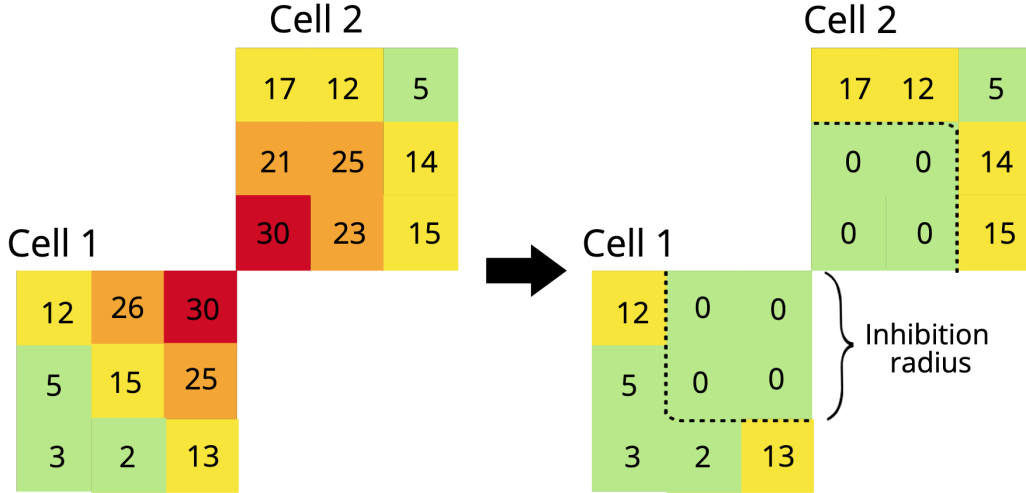 Cell 2
17 12 5
21 25 14
30 23 15
Cell 1
12 26 30
5 15 25
3 2 13
Cell 2
17 12 5
0 0 14
0 0 15
Cell 1
12 0 0
5 0 0
3 2 13
Inhibition
radius